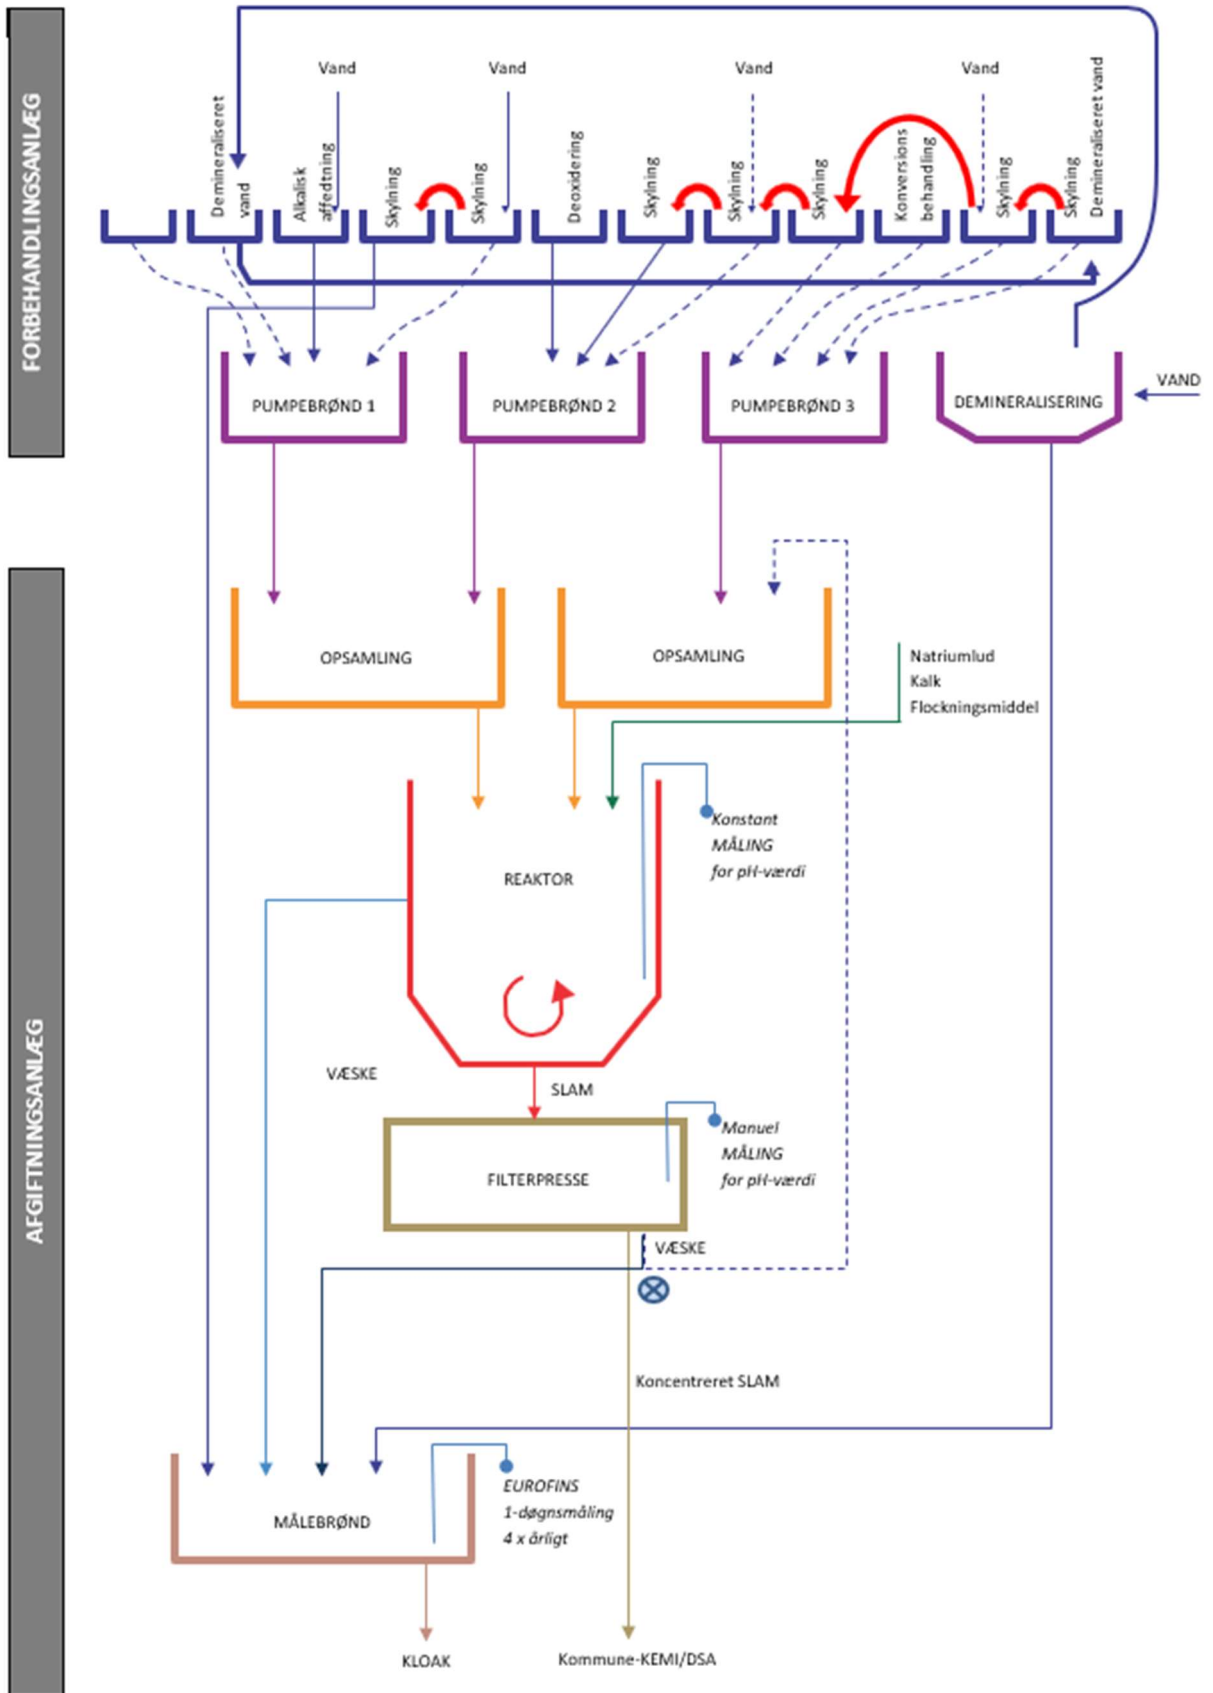 FORBEHANDLINGSANLÆG
Vand
Vand
Vand
Vand
Demineraliseret
vand
Alkalisk
affedtning
Skylning
Skylning
Deoxidering
Skylning
Skylning
Skylning
Konversions
behandling
Skylning
Skylning
Demineraliseret vand
PUMPEBRØND 1
PUMPEBRØND 2
PUMPEBRØND 3
DEMINERALISERING
VAND
AFGIFTNINGSANLÆG
OPSAMLING
OPSAMLING
Natriumlud
Kalk
Flockningsmiddel
Konstant
MÅLING
for pH-værdi
REAKTOR
VÆSKE
SLAM
Manuel
MÅLING
for pH-værdi
FILTERPRESSE
VÆSKE
Koncentreret SLAM
EUROFINS
1-døgnsmåling
4 x årligt
MÅLEBRØND
KLOAK
Kommune-KEMI/DSA